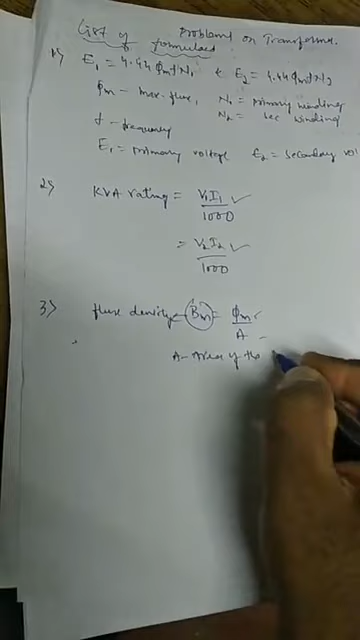 List of formulaes
Problems on Transforms.
1) E₁ = 4.44 ϕm f N₁ & E₂ = 4.44 ϕm f N₂
ϕm - max. flux, N₁ = primary winding
N₂ = sec winding
f - frequency
E₁ = primary voltage E₂ = secondary vol
2) KVA rating = V₁I₁ / 1000 ✓
= V₂I₂ / 1000 ✓
3) flux density ← Bm = ϕm / A
A - Area of the